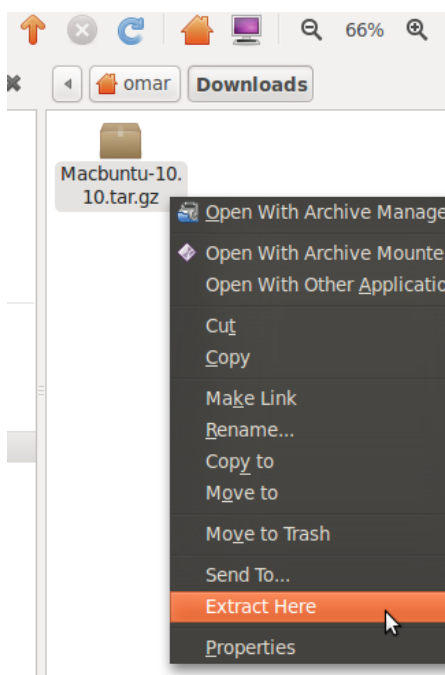 66%
omar
Downloads
Macbuntu-10.
10.tar.gz
Open With Archive Manage
Open With Archive Mounte
Open With Other Applicatio
Cut
Copy
Make Link
Rename...
Copy to
Move to
Move to Trash
Send To...
Extract Here
Properties